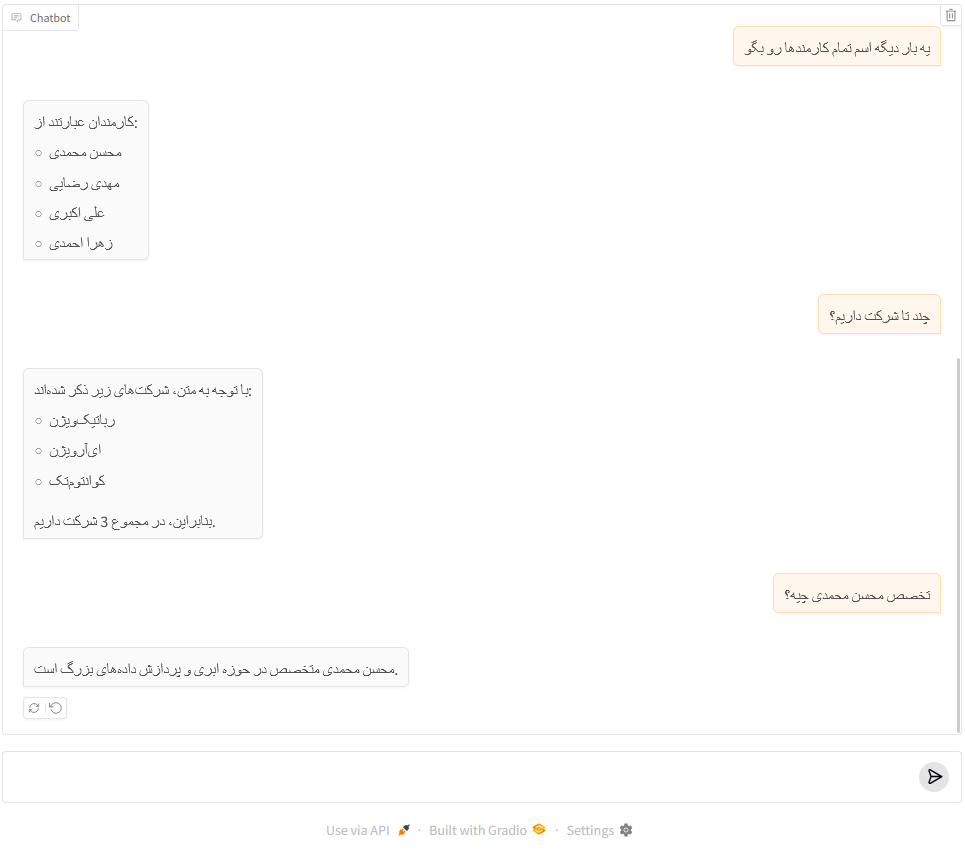 Chatbot
یه بار دیگه اسم تمام کارمندها رو بگو
کارمندان عبارتند از:
محسن محمدی
مهدی رضایی
علی اکبری
زهرا احمدی
چند تا شرکت داریم؟
با توجه به متن، شرکت‌های زیر ذکر شده‌اند:
رباتیک‌ویژن
ای‌آرویژن
کوانتوم‌تک
بنابراین، در مجموع 3 شرکت داریم.
تخصص محسن محمدی چیه؟
محسن محمدی متخصص در حوزه ابری و پردازش داده‌های بزرگ است.
Use via API · Built with Gradio · Settings